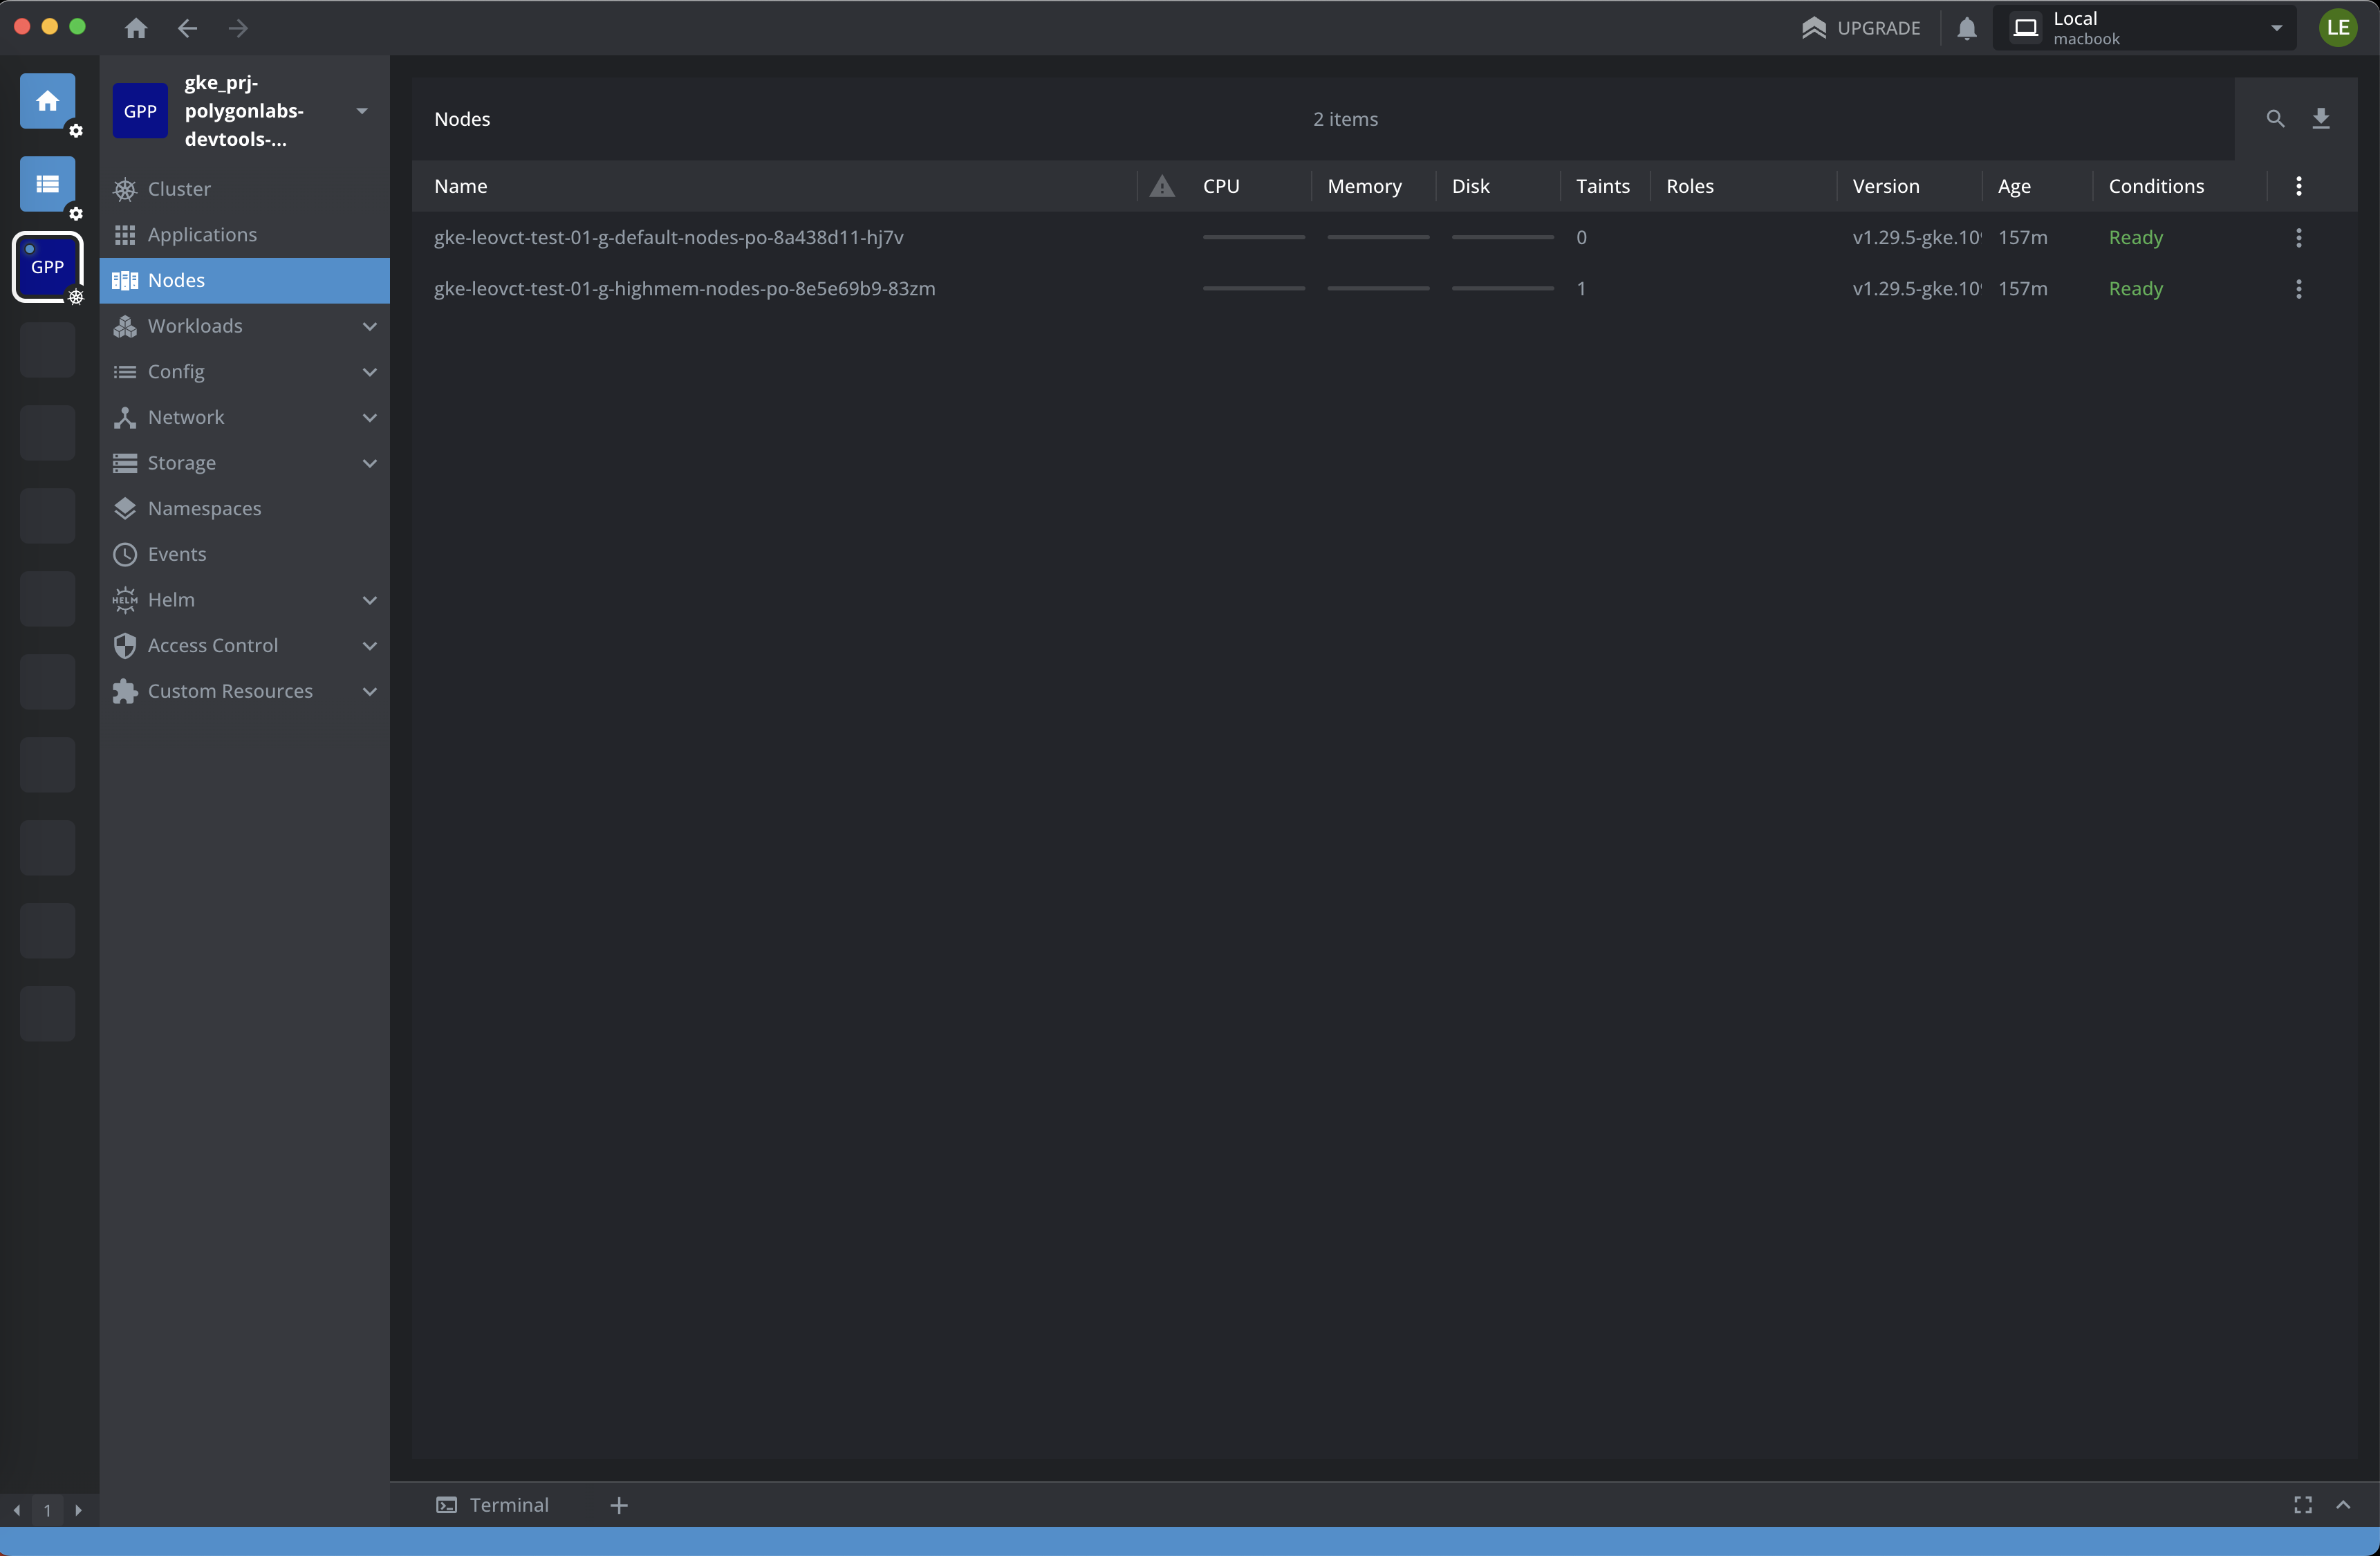 UPGRADE
Local
macbook
LE
GPP
gke_prj-
polygonlabs-
devtools-...
GPP
Cluster
Applications
Nodes
Workloads
Config
Network
Storage
Namespaces
Events
HELM Helm
Access Control
Custom Resources
Nodes 2 items
Name CPU Memory Disk Taints Roles Version Age Conditions
gke-leovct-test-01-g-default-nodes-po-8a438d11-hj7v 0 v1.29.5-gke.109 157m Ready
gke-leovct-test-01-g-highmem-nodes-po-8e5e69b9-83zm 1 v1.29.5-gke.109 157m Ready
1
Terminal